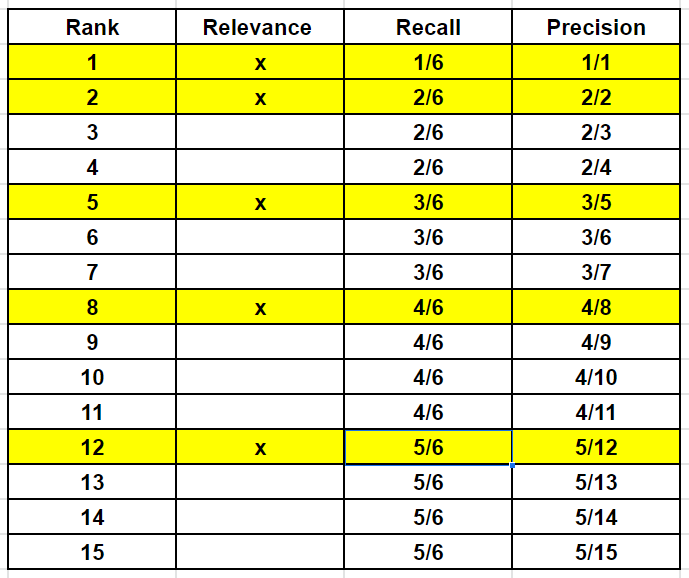 Rank Relevance Recall Precision
1 x 1/6 1/1
2 x 2/6 2/2
3 2/6 2/3
4 2/6 2/4
5 x 3/6 3/5
6 3/6 3/6
7 3/6 3/7
8 x 4/6 4/8
9 4/6 4/9
10 4/6 4/10
11 4/6 4/11
12 x 5/6 5/12
13 5/6 5/13
14 5/6 5/14
15 5/6 5/15